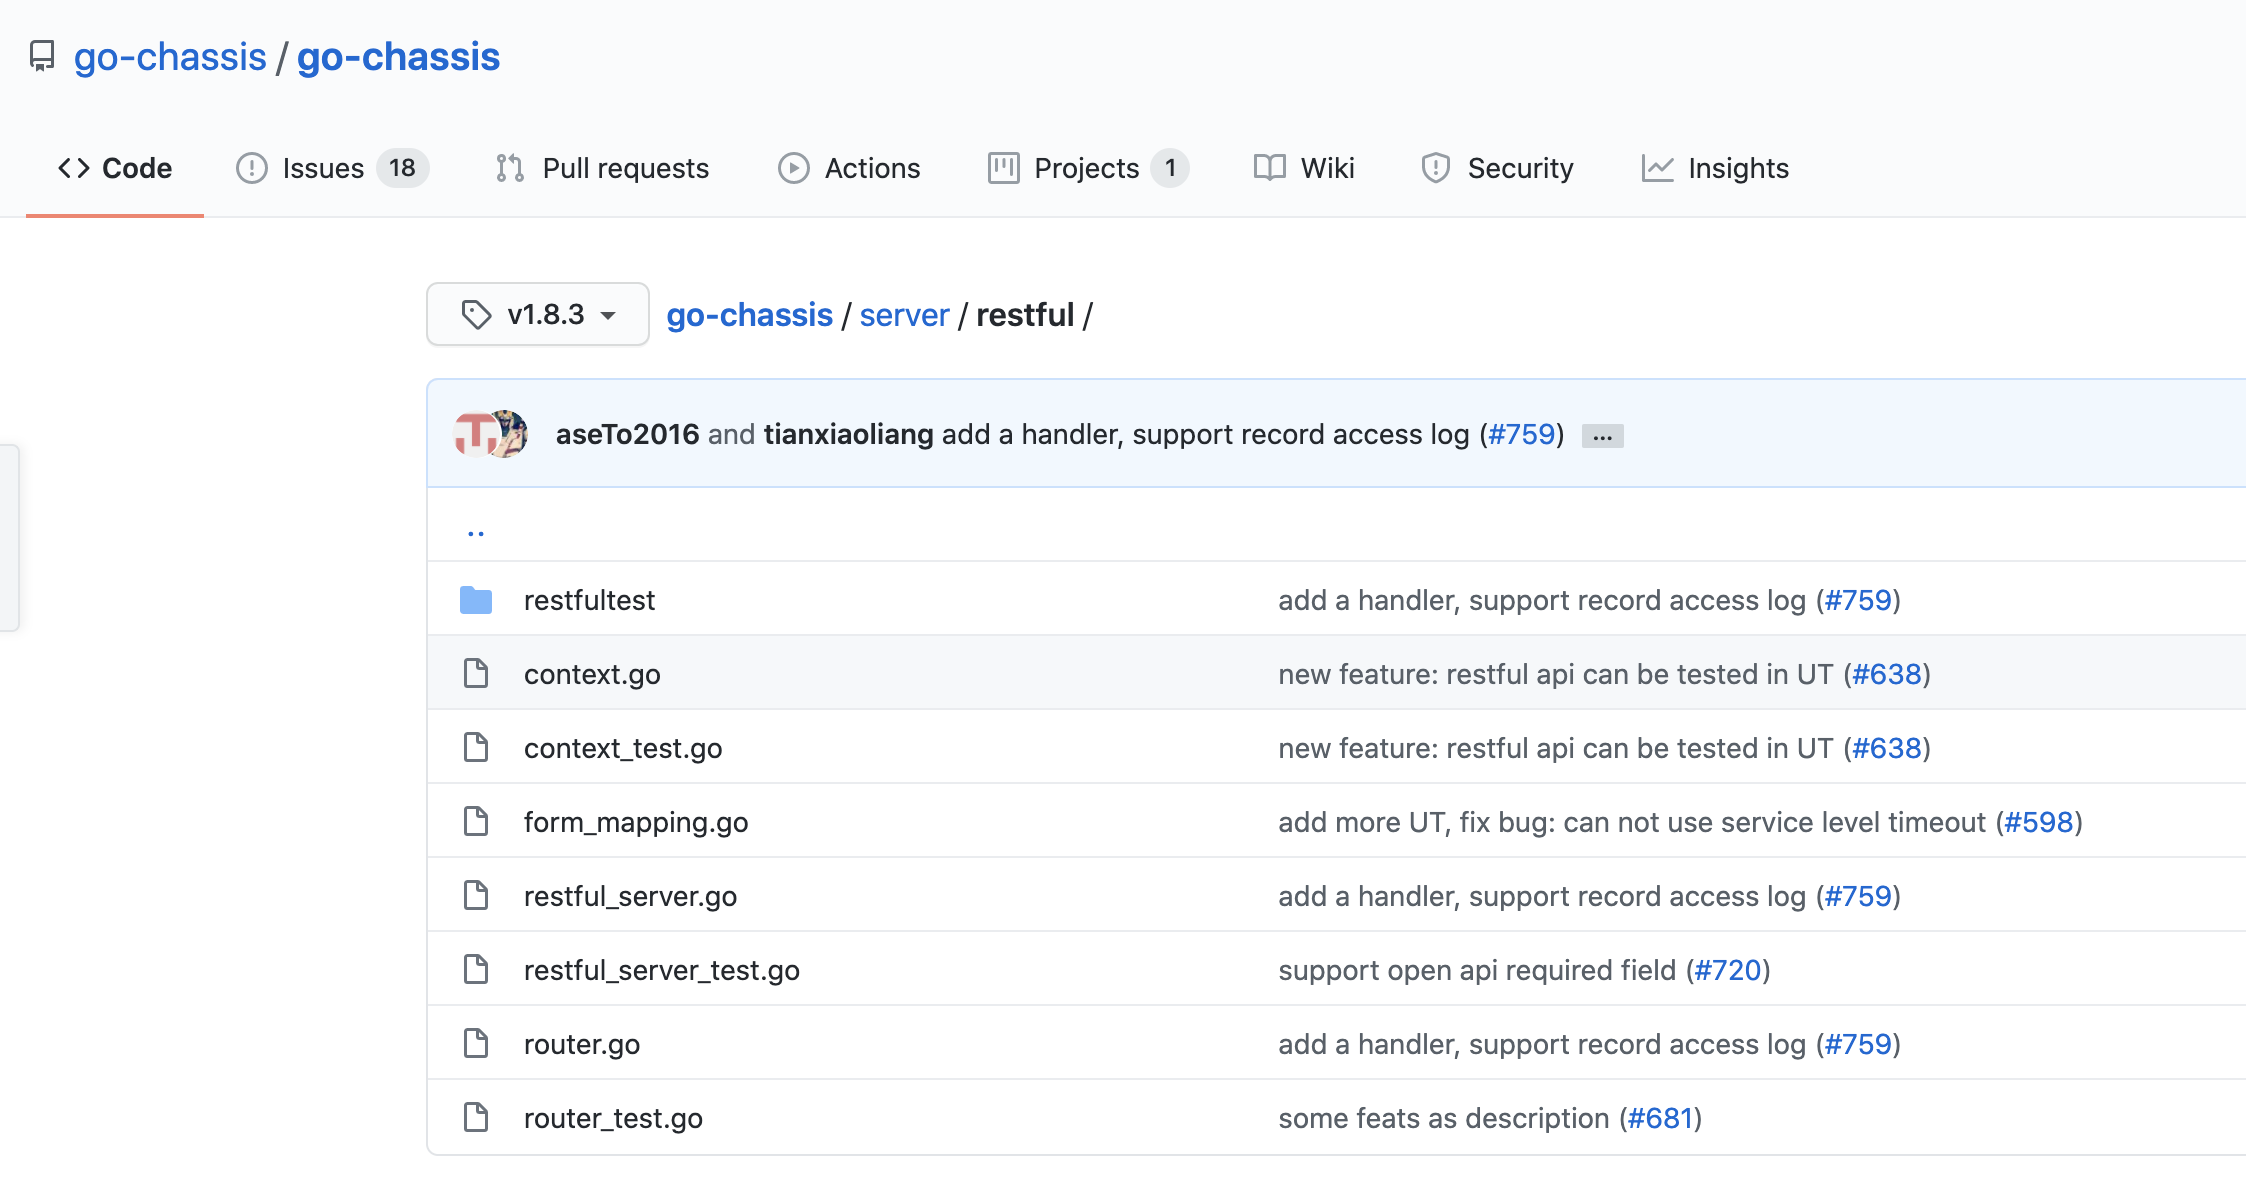 go-chassis / go-chassis
Code Issues 18 Pull requests Actions Projects 1 Wiki Security Insights
v1.8.3 go-chassis / server / restful /
aseTo2016 and tianxiaoliang add a handler, support record access log (#759) ...
..
restfultest add a handler, support record access log (#759)
context.go new feature: restful api can be tested in UT (#638)
context_test.go new feature: restful api can be tested in UT (#638)
form_mapping.go add more UT, fix bug: can not use service level timeout (#598)
restful_server.go add a handler, support record access log (#759)
restful_server_test.go support open api required field (#720)
router.go add a handler, support record access log (#759)
router_test.go some feats as description (#681)